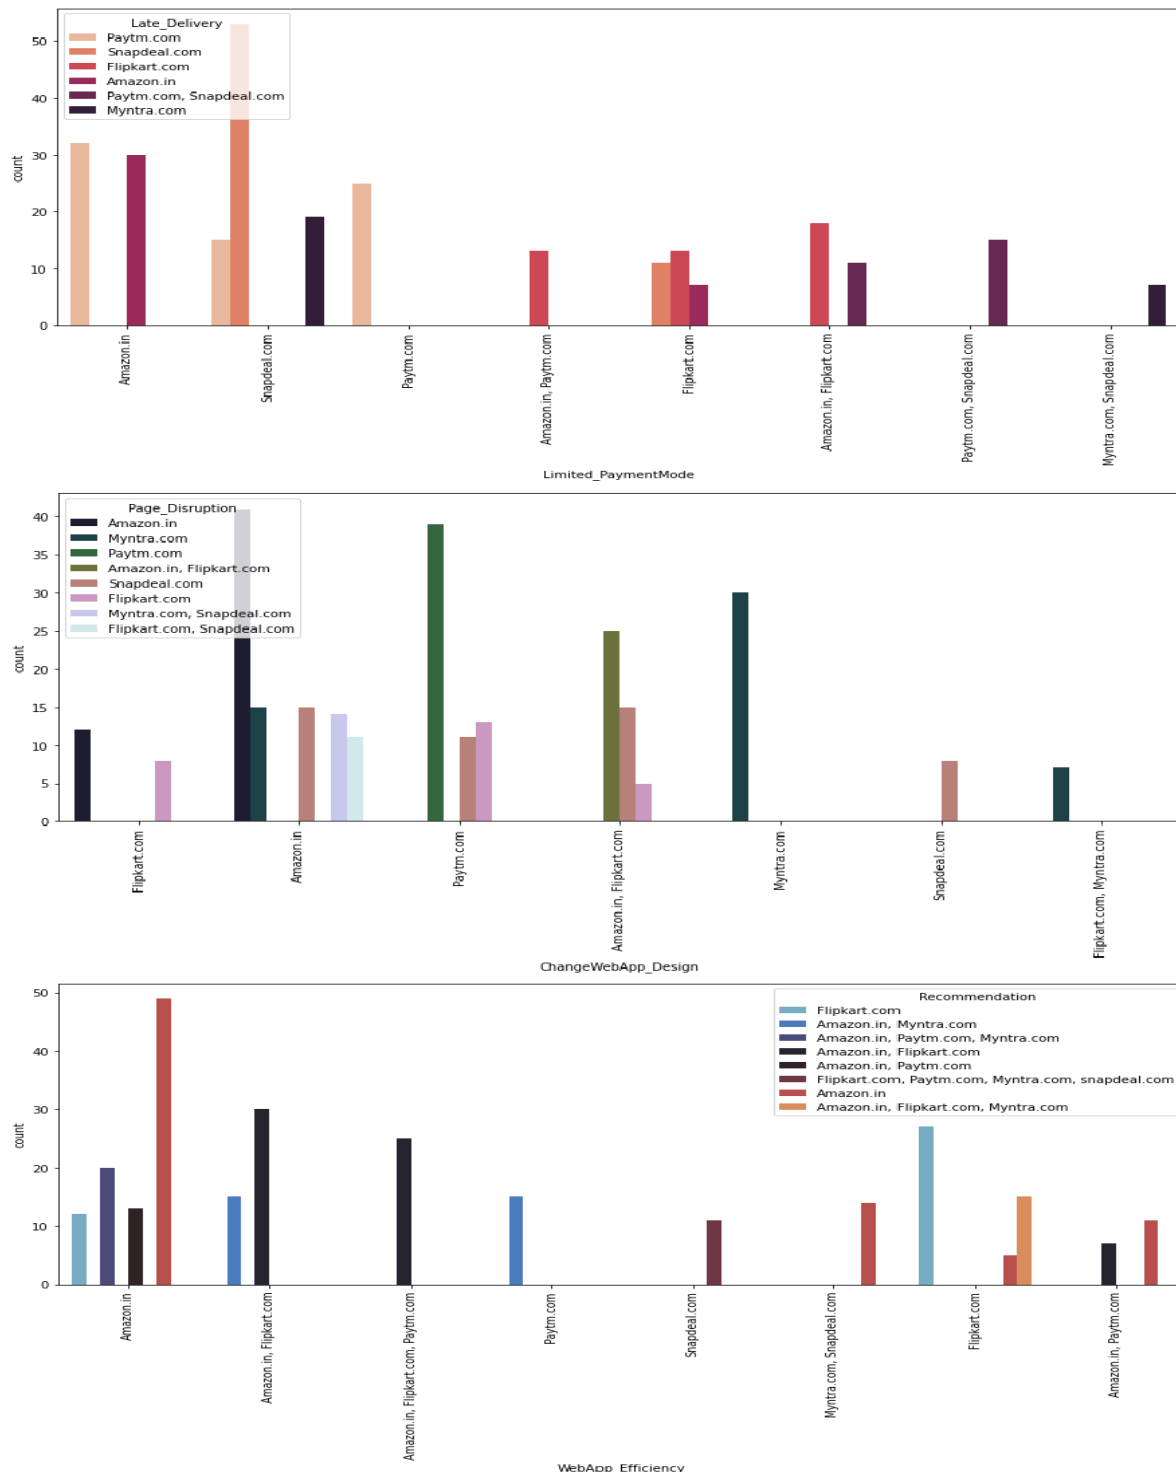 Late_Delivery
Paytm.com
Snapdeal.com
Flipkart.com
Amazon.in
Paytm.com, Snapdeal.com
Myntra.com
50
40
30
20
10
0
count
Amazon.in
Snapdeal.com
Paytm.com
Amazon.in, Paytm.com
Flipkart.com
Amazon.in, Flipkart.com
Paytm.com, Snapdeal.com
Myntra.com, Snapdeal.com
Limited_PaymentMode
Page_Disruption
Amazon.in
Myntra.com
Paytm.com
Amazon.in, Flipkart.com
Snapdeal.com
Flipkart.com
Myntra.com, Snapdeal.com
Flipkart.com, Snapdeal.com
40
35
30
25
20
15
10
5
0
count
Flipkart.com
Amazon.in
Paytm.com
Amazon.in, Flipkart.com
Myntra.com
Snapdeal.com
Flipkart.com, Myntra.com
ChangeWebApp_Design
Recommendation
Flipkart.com
Amazon.in, Myntra.com
Amazon.in, Paytm.com, Myntra.com
Amazon.in, Flipkart.com
Amazon.in, Paytm.com
Flipkart.com, Paytm.com, Myntra.com, snapdeal.com
Amazon.in
Amazon.in, Flipkart.com, Myntra.com
50
40
30
20
10
0
count
Amazon.in
Amazon.in, Flipkart.com
Amazon.in, Flipkart.com, Paytm.com
Paytm.com
Snapdeal.com
Myntra.com, Snapdeal.com
Flipkart.com
Amazon.in, Paytm.com
WebApp_Efficiency